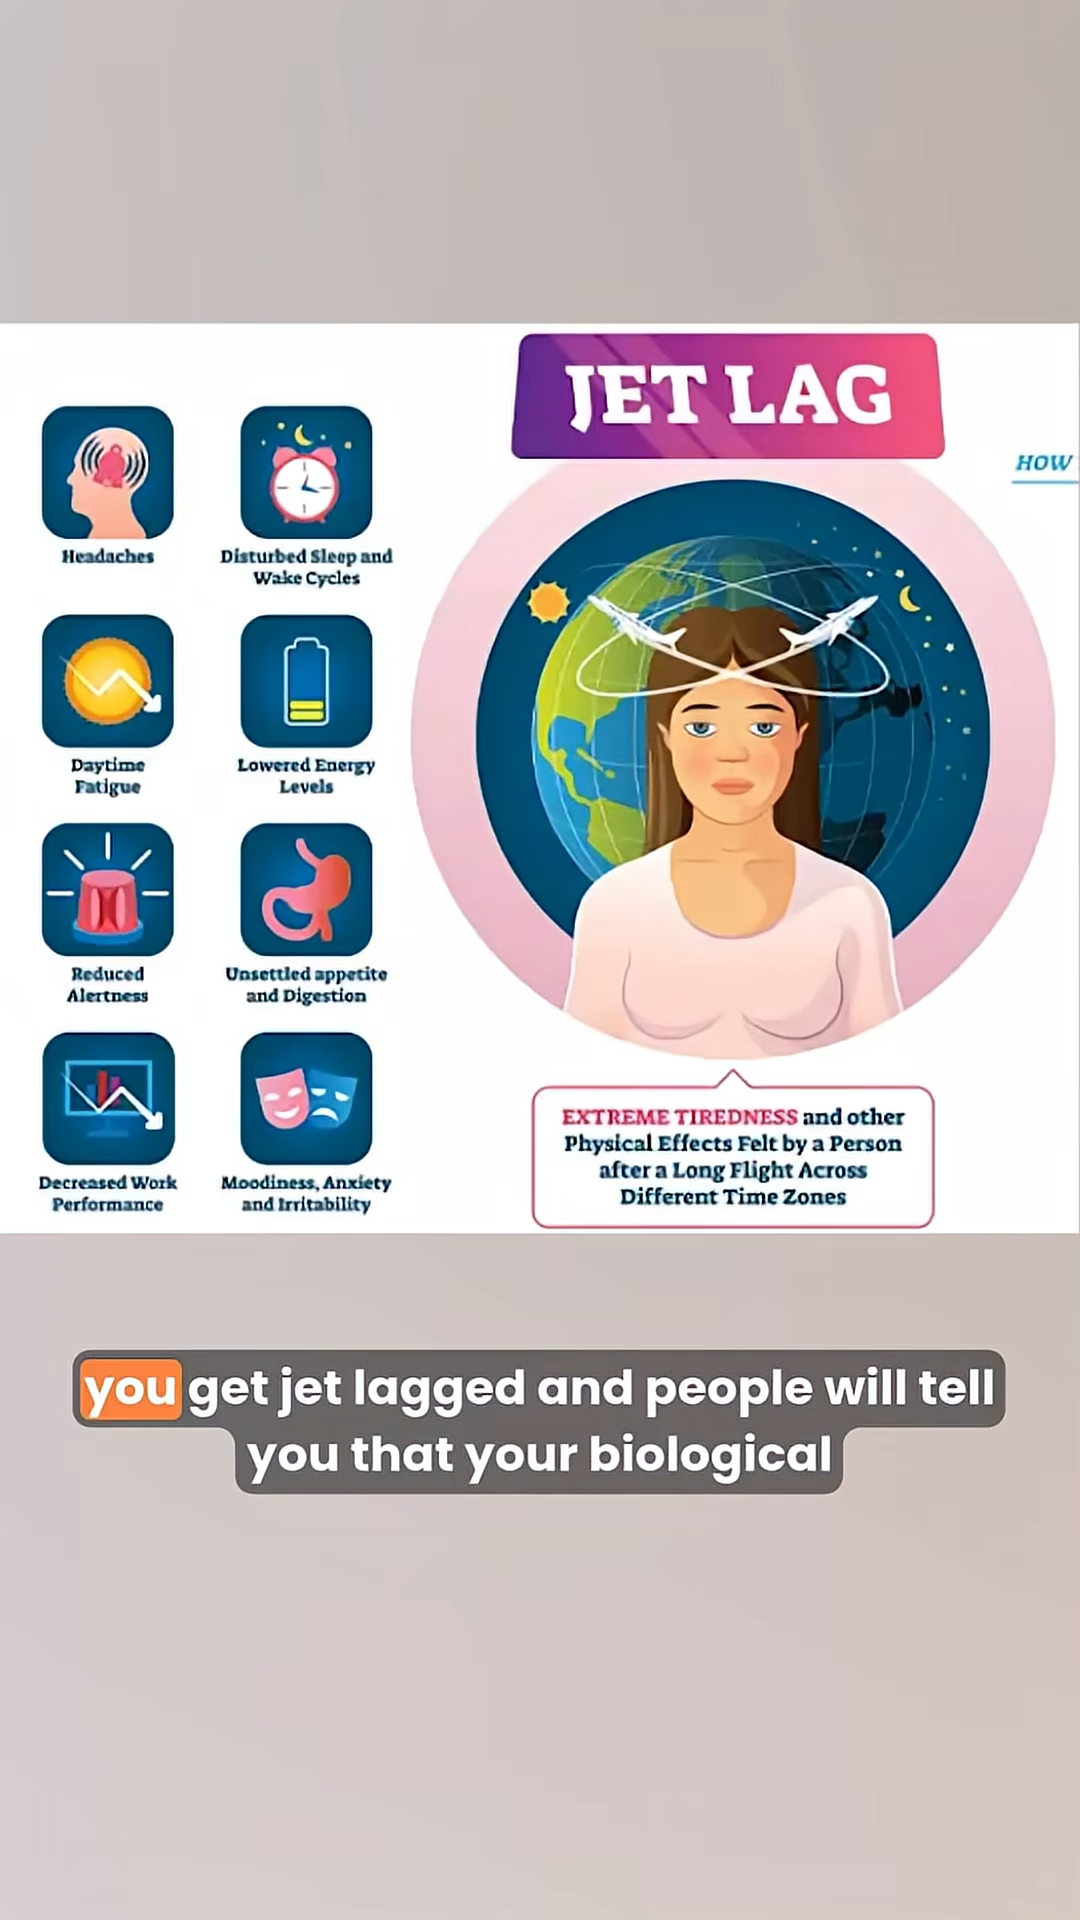 JET LAG
HOW
Headaches
Disturbed Sleep and
Wake Cycles
Daytime
Fatigue
Lowered Energy
Levels
Reduced
Alertness
Unsettled appetite
and Digestion
Decreased Work
Performance
Moodiness, Anxiety
and Irritability
EXTREME TIREDNESS and other
Physical Effects Felt by a Person
after a Long Flight Across
Different Time Zones
you get jet lagged and people will tell
you that your biological